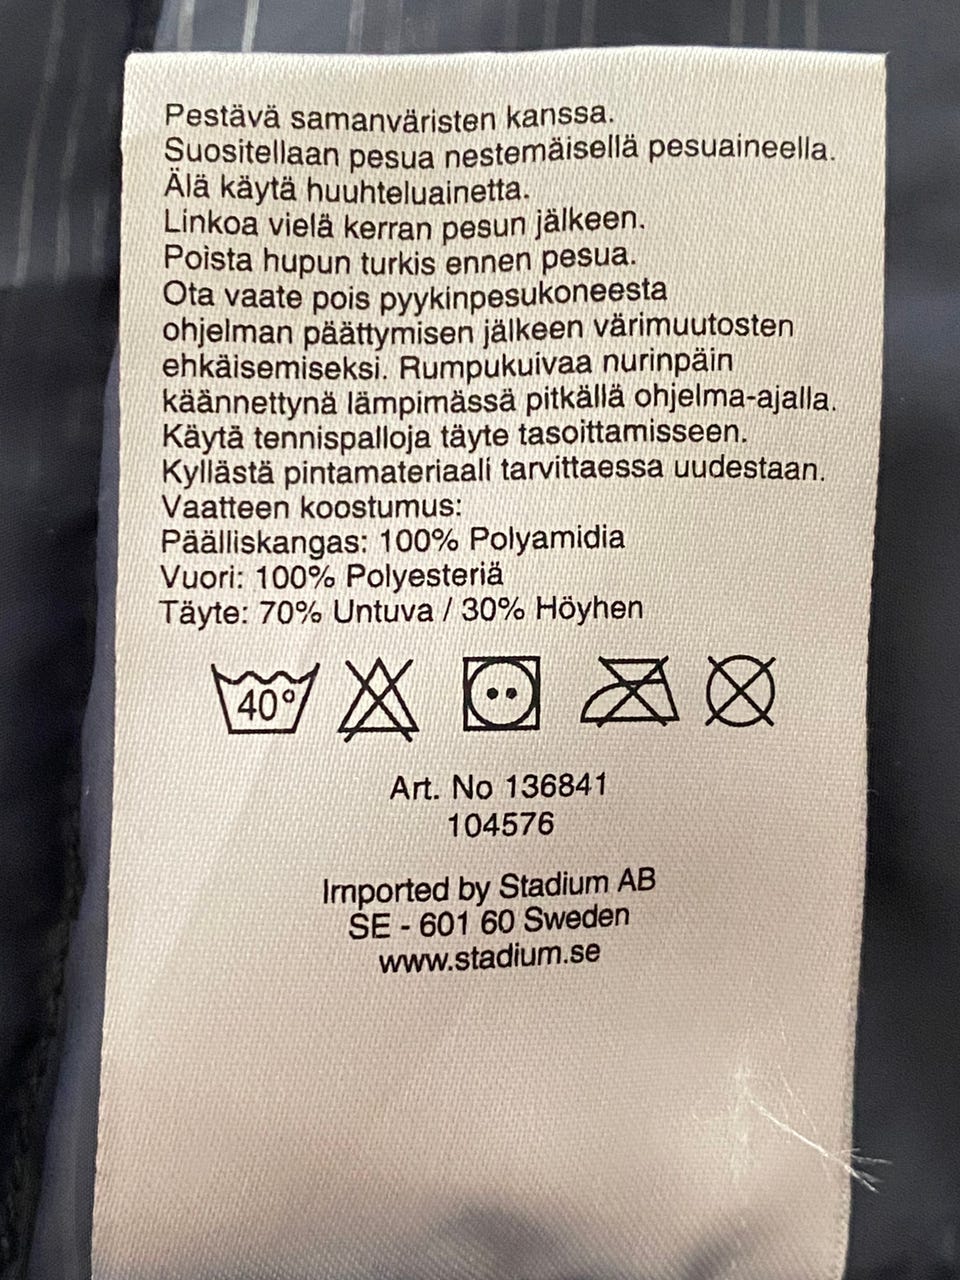 Pestävä samanväristen kanssa.
Suositellaan pesua nestemäisellä pesuaineella.
Älä käytä huuhteluainetta.
Linkoa vielä kerran pesun jälkeen.
Poista hupun turkis ennen pesua.
Ota vaate pois pyykinpesukoneesta
ohjelman päättymisen jälkeen värimuutosten
ehkäisemiseksi. Rumpukuivaa nurinpäin
käännettynä lämpimässä pitkällä ohjelma-ajalla.
Käytä tennispalloja täyte tasoittamisseen.
Kyllästä pintamateriaali tarvittaessa uudestaan.
Vaatteen koostumus:
Päälliskangas: 100% Polyamidia
Vuori: 100% Polyesteriä
Täyte: 70% Untuva / 30% Höyhen
40°
Art. No 136841
104576
Imported by Stadium AB
SE - 601 60 Sweden
www.stadium.se